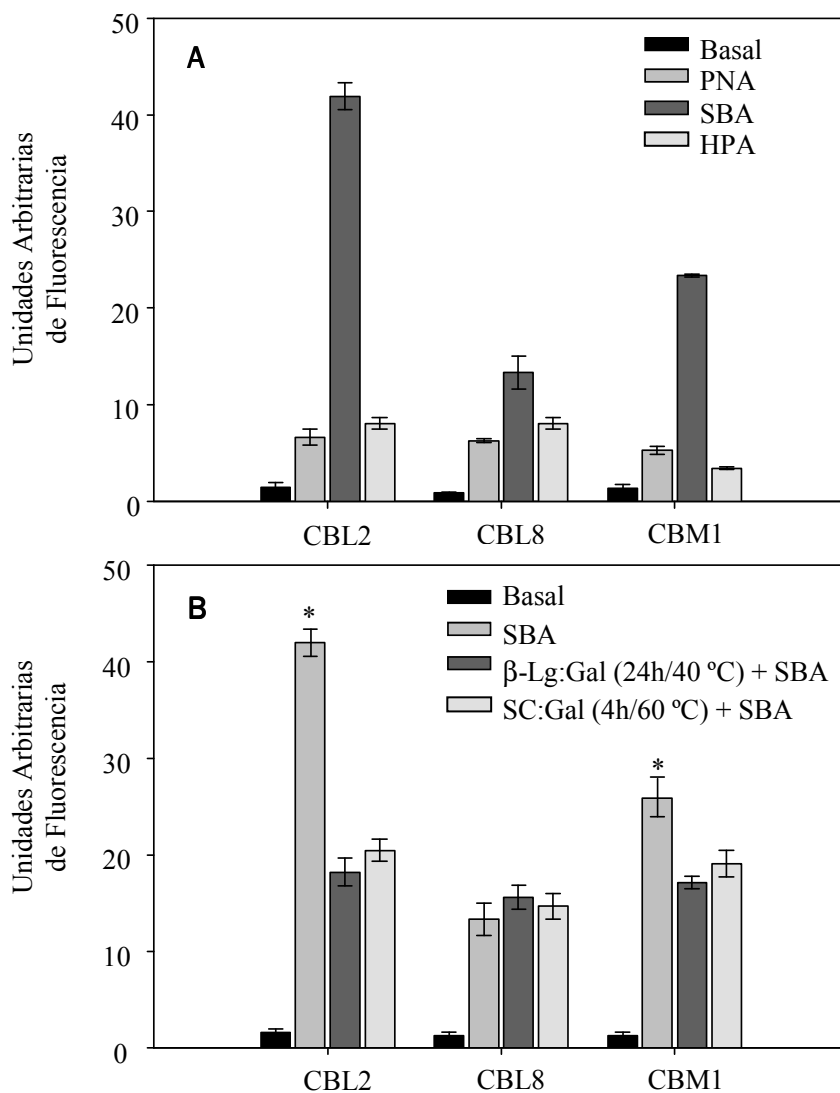 A
Basal
PNA
SBA
HPA
50
40
30
20
10
0
Unidades Arbitrarias
de Fluorescencia
CBL2
CBL8
CBM1
B
Basal
SBA
β-Lg:Gal (24h/40 ºC) + SBA
SC:Gal (4h/60 ºC) + SBA
50
40
30
20
10
0
Unidades Arbitrarias
de Fluorescencia
*
*
CBL2
CBL8
CBM1